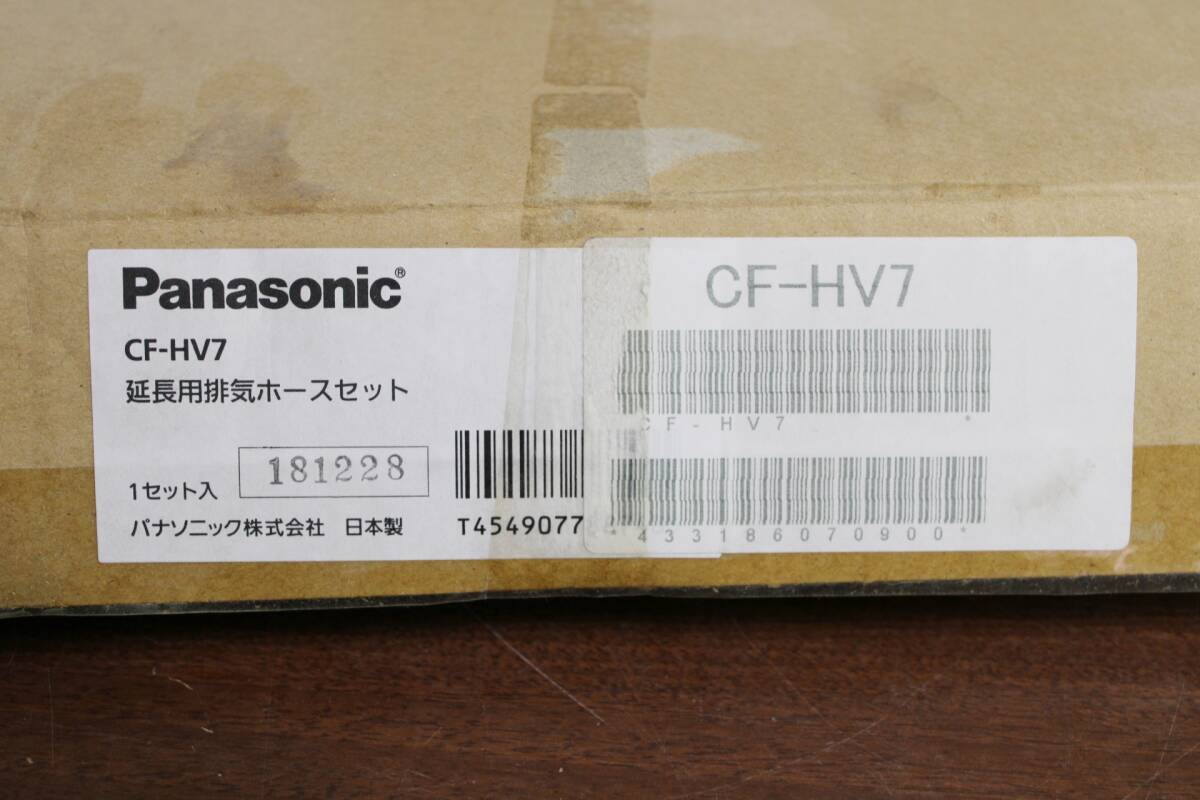 Panasonic®
CF-HV7
延長用排気ホースセット
1セット入
181228
パナソニック株式会社 日本製
T4549077
CF-HV7
CF-HV7 *
*433186070900*